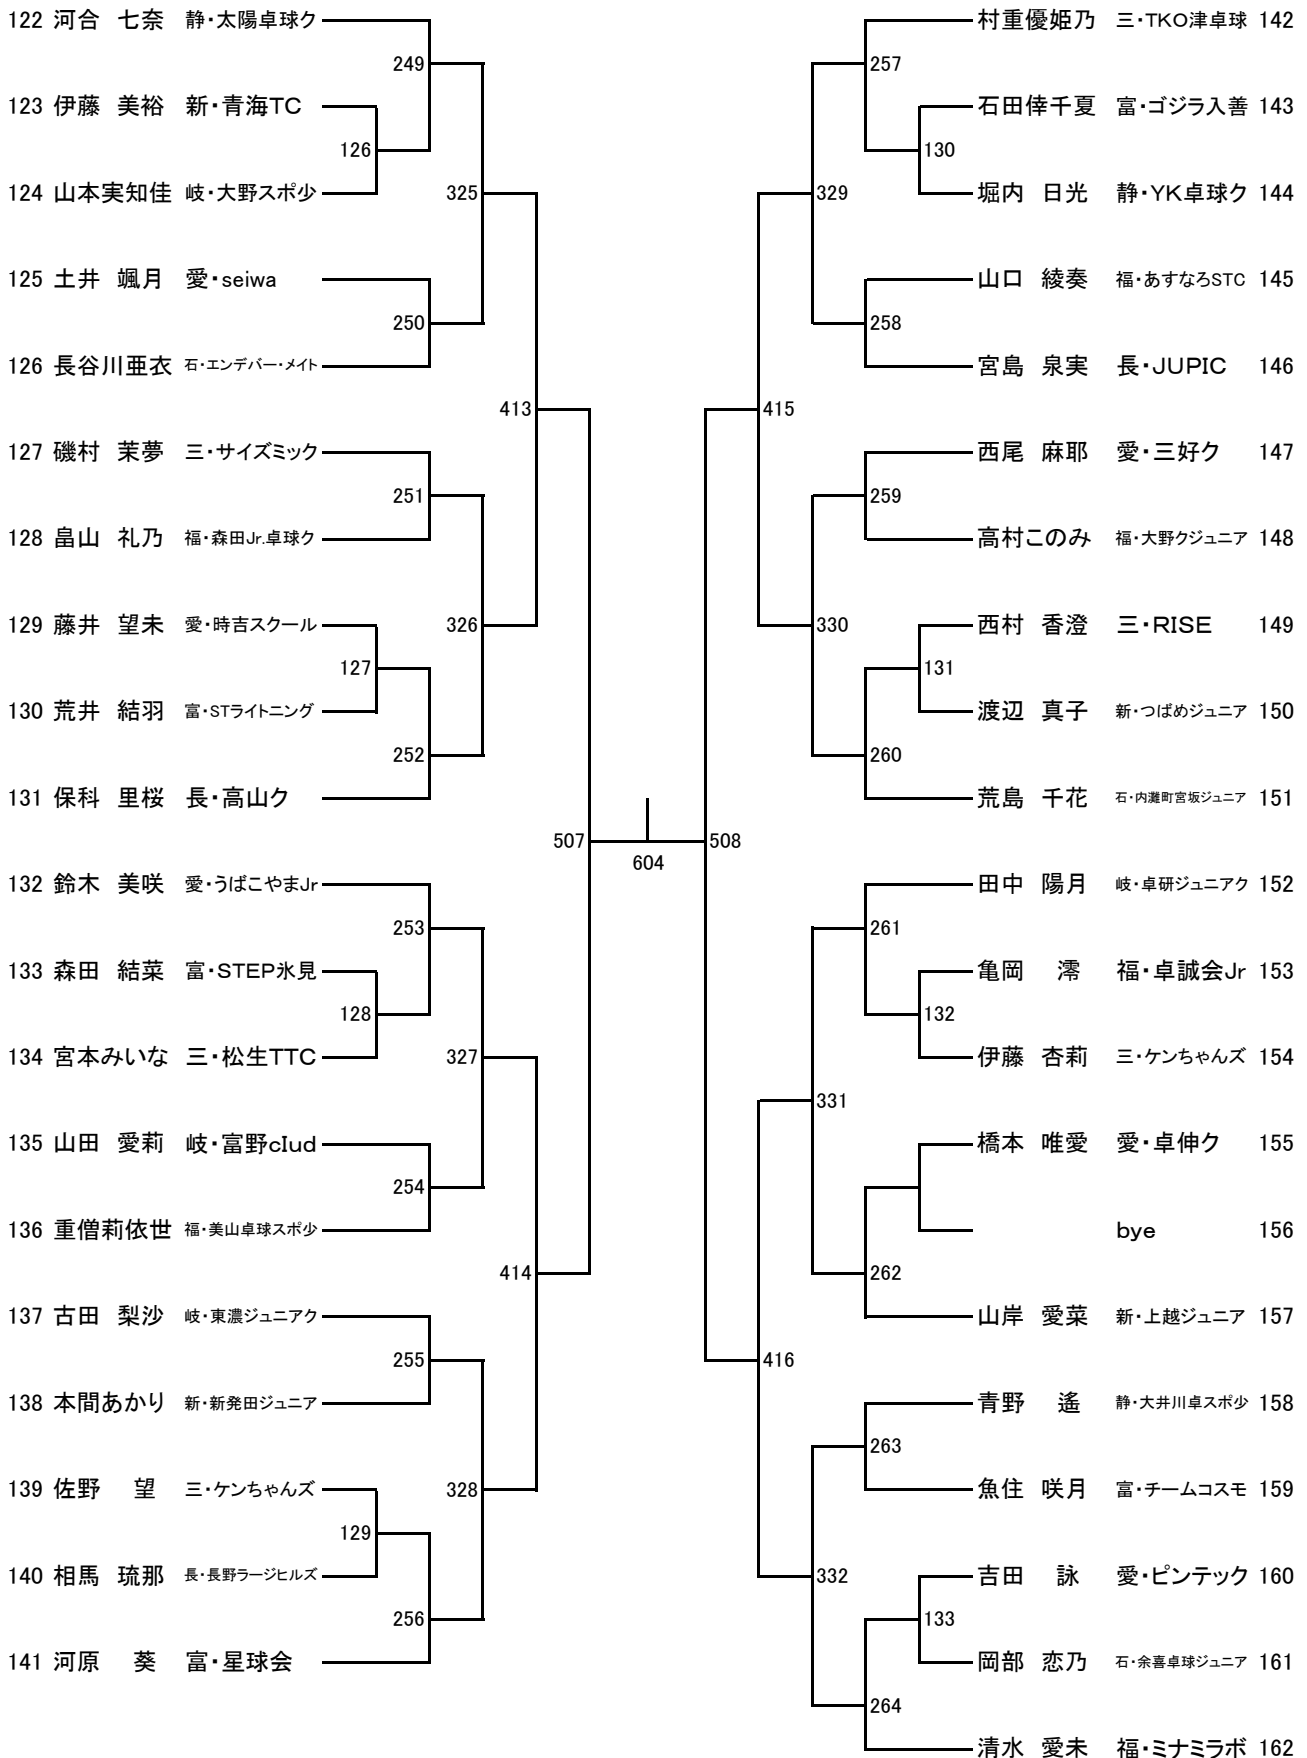 122 河合 七奈 静・太陽卓球ク
249
123 伊藤 美裕 新・青海TC
126
124 山本実知佳 岐・大野スポ少
325
125 土井 颯月 愛・seiwa
250
126 長谷川亜衣 石・エンデバー・メイト
413
127 磯村 茉夢 三・サイズミック
251
128 畠山 礼乃 福・森田Jr.卓球ク
129 藤井 望未 愛・時吉スクール
326
127
130 荒井 結羽 富・STライトニング
252
131 保科 里桜 長・高山ク
507
132 鈴木 美咲 愛・うばこやまJr
253
133 森田 結菜 富・STEP氷見
128
134 宮本みいな 三・松生TTC
327
135 山田 愛莉 岐・富野clud
254
136 重僧莉依世 福・美山卓球スポ少
414
137 古田 梨沙 岐・東濃ジュニアク
255
138 本間あかり 新・新発田ジュニア
139 佐野 望 三・ケンちゃんズ
328
129
140 相馬 琉那 長・長野ラージヒルズ
256
141 河原 葵 富・星球会
604
村重優姫乃 三・TKO津卓球 142
257
石田倖千夏 富・ゴジラ入善 143
130
堀内 日光 静・YK卓球ク 144
329
山口 綾奏 福・あすなろSTC 145
258
宮島 泉実 長・JUPIC 146
415
西尾 麻耶 愛・三好ク 147
259
高村このみ 福・大野クジュニア 148
西村 香澄 三・RISE 149
330
131
渡辺 真子 新・つばめジュニア 150
260
荒島 千花 石・内灘町宮坂ジュニア 151
508
田中 陽月 岐・卓研ジュニアク 152
261
亀岡 澪 福・卓誠会Jr 153
132
伊藤 杏莉 三・ケンちゃんズ 154
331
橋本 唯愛 愛・卓伸ク 155
bye 156
262
山岸 愛菜 新・上越ジュニア 157
416
青野 遙 静・大井川卓スポ少 158
263
魚住 咲月 富・チームコスモ 159
吉田 詠 愛・ピンテック 160
332
133
岡部 恋乃 石・余喜卓球ジュニア 161
264
清水 愛未 福・ミナミラボ 162